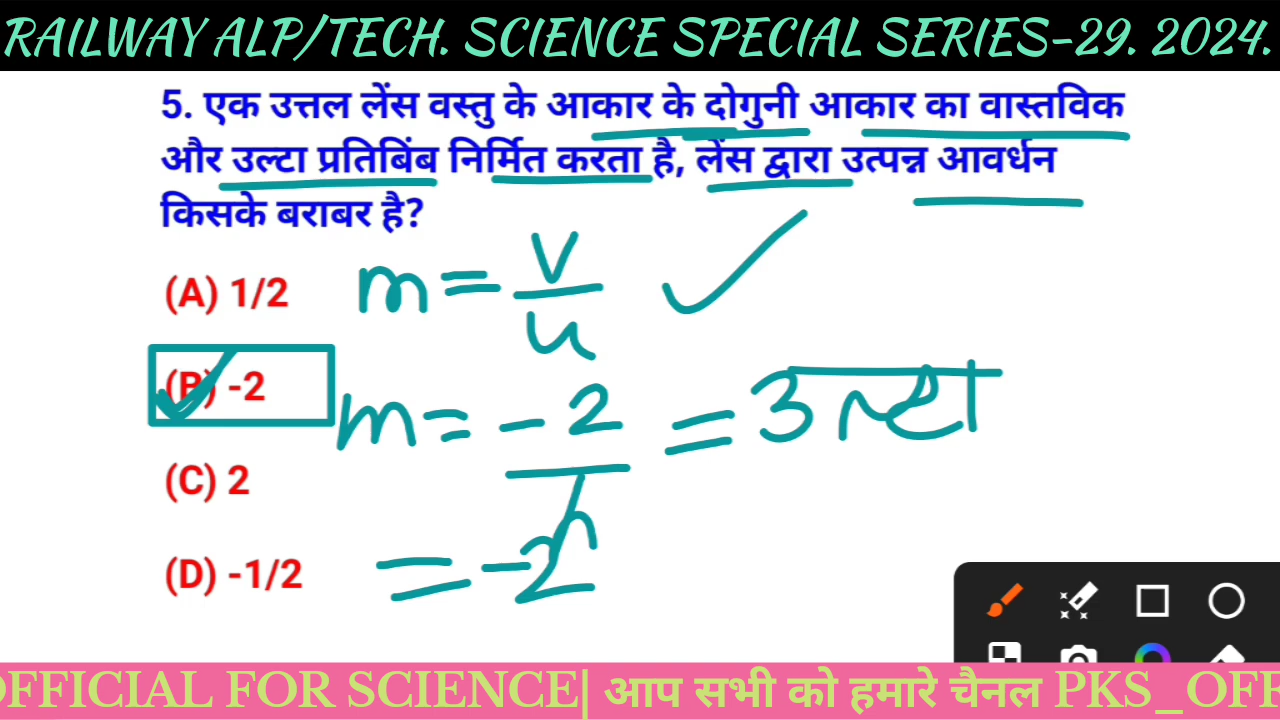 RAILWAY ALP/TECH. SCIENCE SPECIAL SERIES-29. 2024.
5. एक उत्तल लेंस वस्तु के आकार के दोगुनी आकार का वास्तविक
और उल्टा प्रतिबिंब निर्मित करता है, लेंस द्वारा उत्पन्न आवर्धन
किसके बराबर है?
(A) 1/2
m = v/u
(B) -2
m = -2/
(C) 2
= -2
(D) -1/2
OFFICIAL FOR SCIENCE| आप सभी को हमारे चैनल PKS_OFF